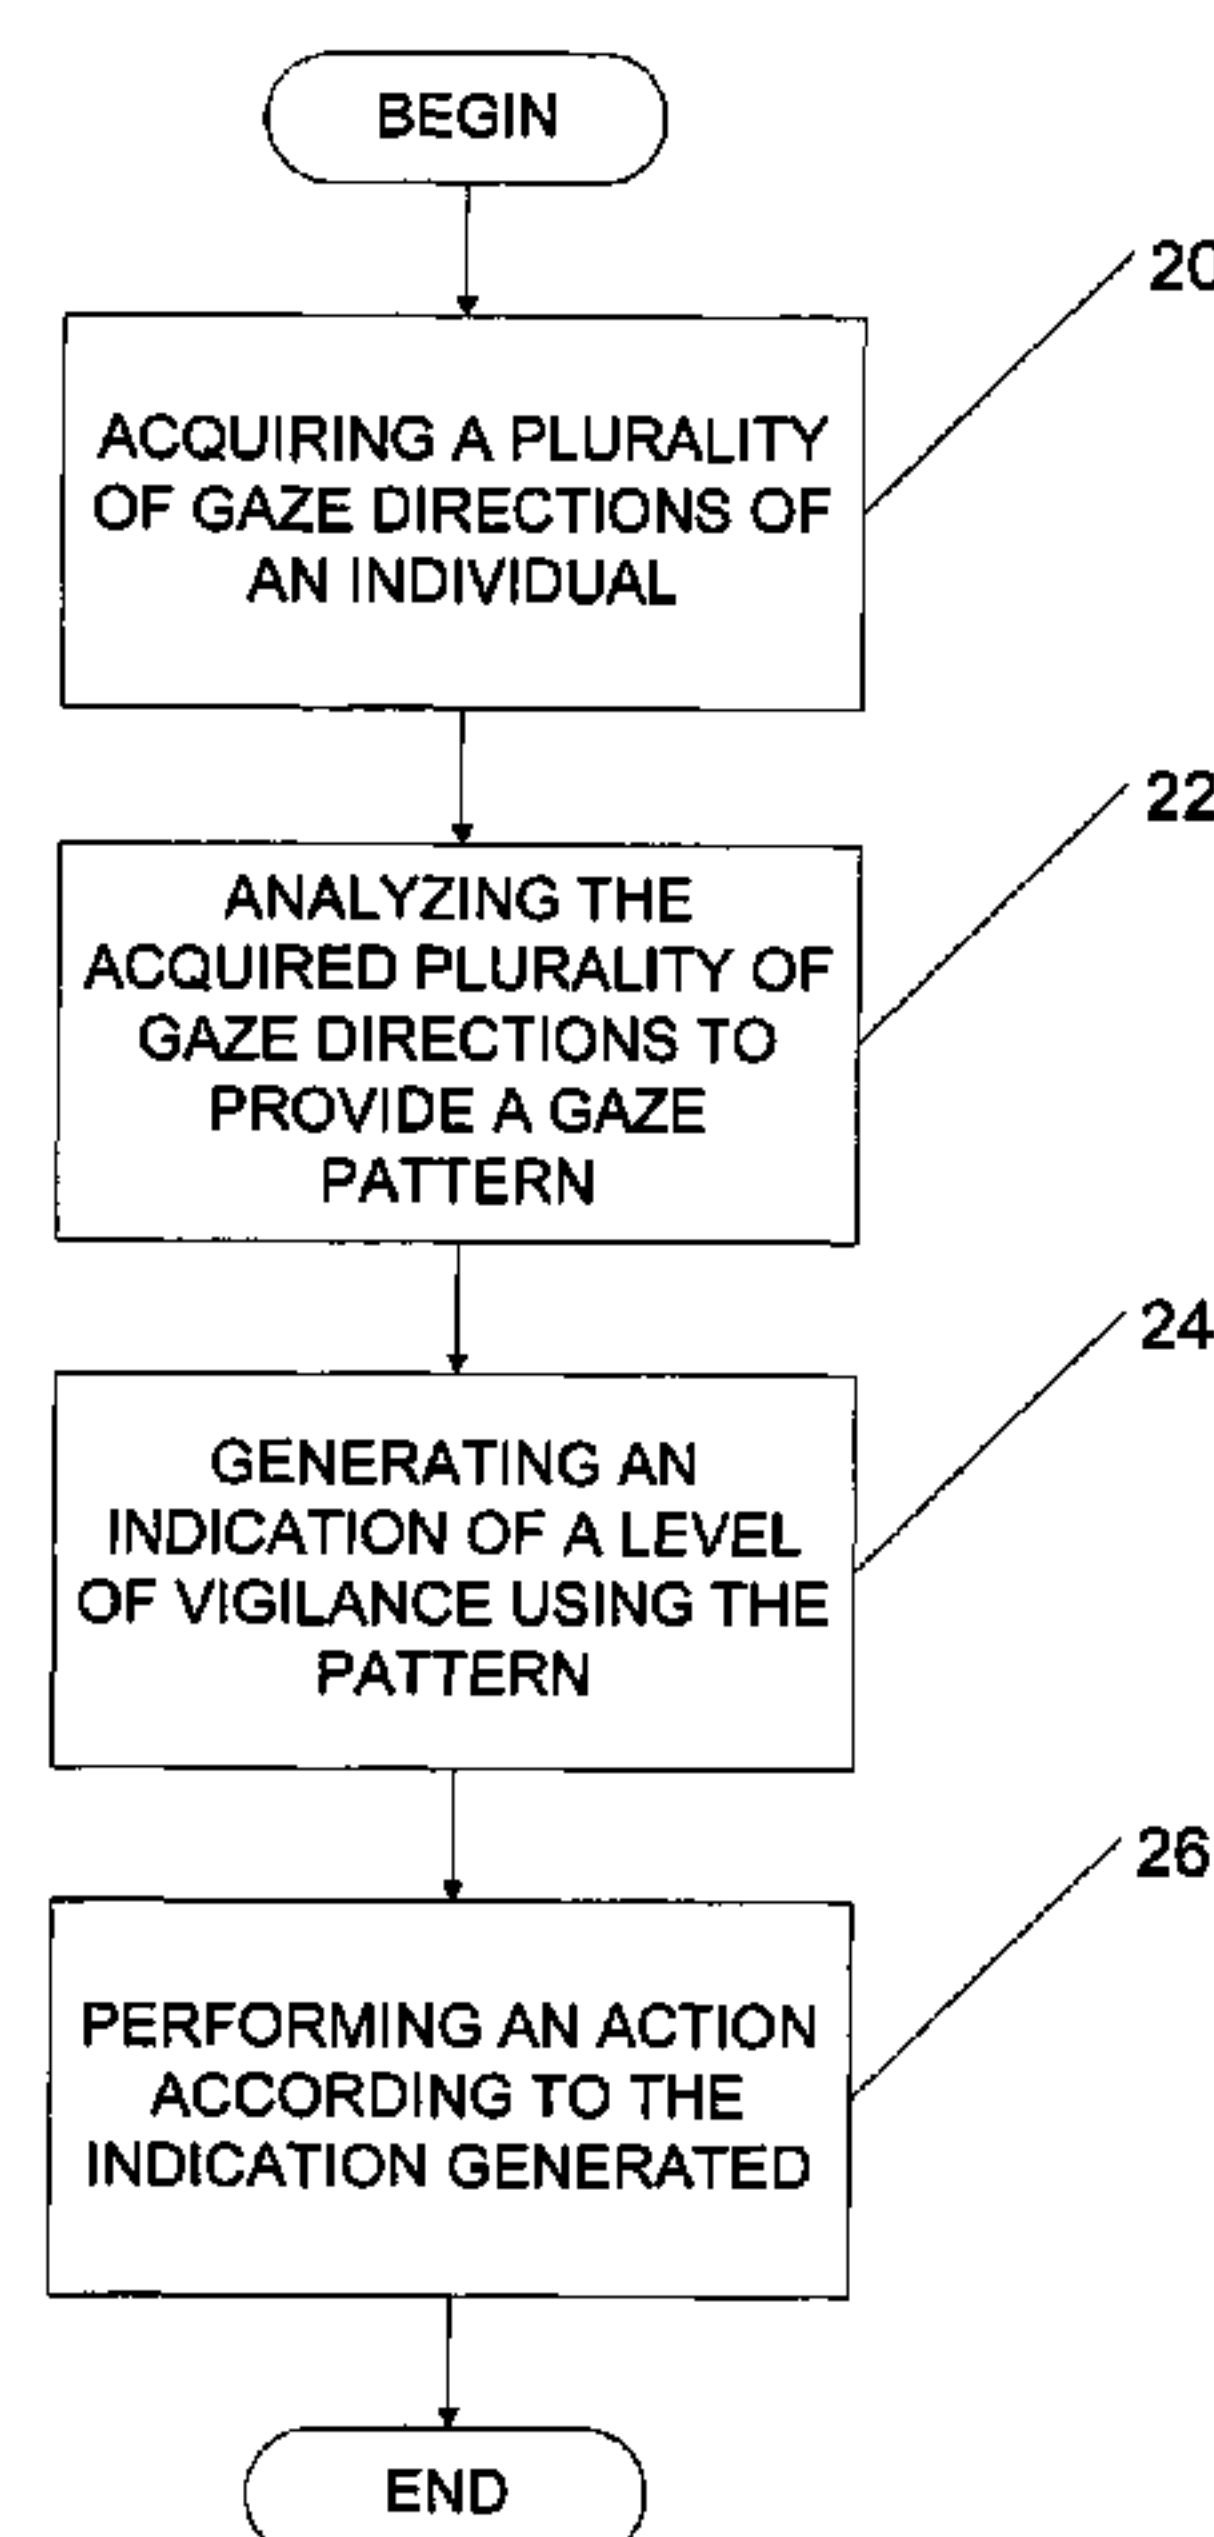 BEGIN
20
ACQUIRING A PLURALITY
OF GAZE DIRECTIONS OF
AN INDIVIDUAL
22
ANALYZING THE
ACQUIRED PLURALITY OF
GAZE DIRECTIONS TO
PROVIDE A GAZE
PATTERN
24
GENERATING AN
INDICATION OF A LEVEL
OF VIGILANCE USING THE
PATTERN
26
PERFORMING AN ACTION
ACCORDING TO THE
INDICATION GENERATED
END